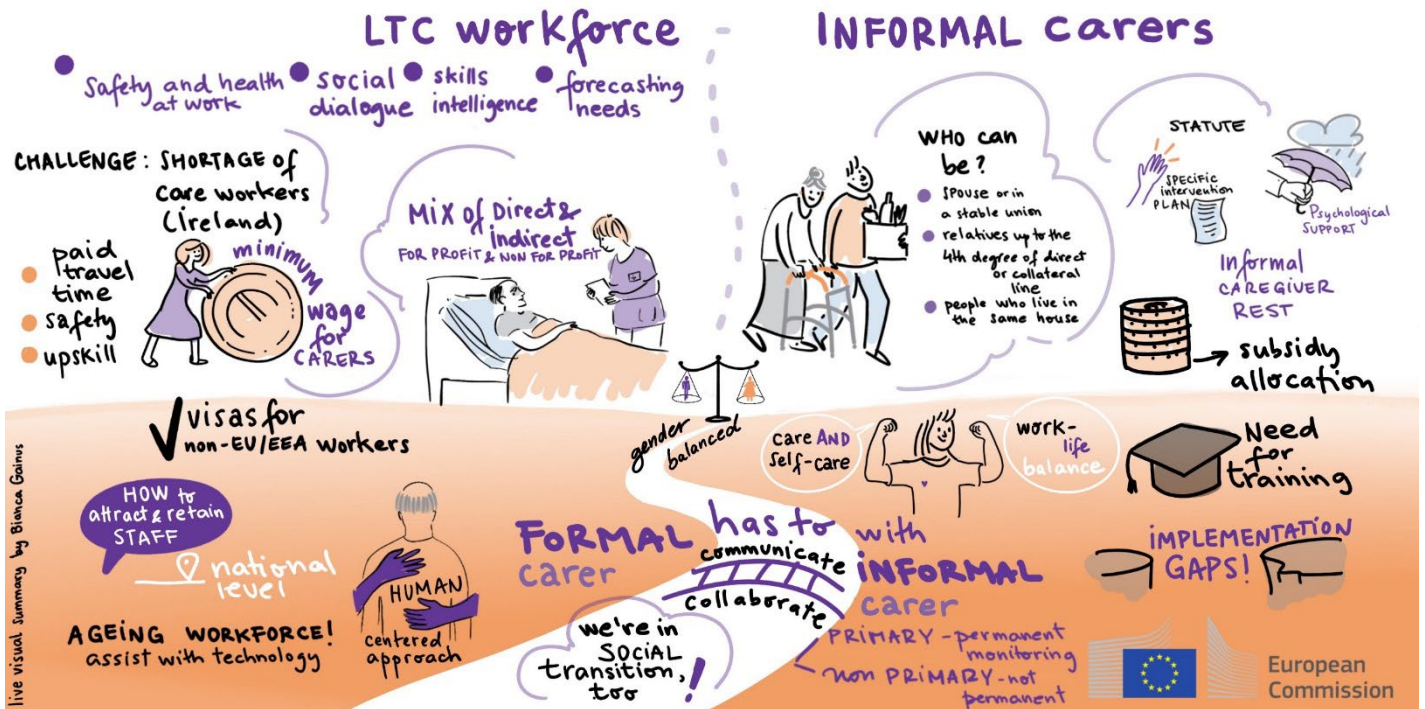 LTC workforce
Safety and health
at work
social
dialogue
skills
intelligence
forecasting
needs
CHALLENGE: SHORTAGE of
care workers
(Ireland)
paid
travel
time
safety
upskill
minimum
wage
for
CARERS
MIX of Direct &
indirect
FOR PROFIT & NON FOR PROFIT
INFORMAL carers
WHO can
be?
spouse or in
a stable union
relatives up to the
4th degree of direct
or collateral
line
people who live in
the same house
STATUTE
SPECIFIC
intervention
PLAN
Psychological
SUPPORT
Informal
CAREGIVER
REST
subsidy
allocation
gender
balanced
visas for
non-EU/EEA workers
HOW to
attract & retain
STAFF
national
level
AGEING WORKFORCE!
assist with technology
HUMAN
centered
approach
care AND
self-care
work-
life
balance
Need
for
training
FORMAL
carer
has to
communicate
collaborate
with
INFORMAL
carer
PRIMARY - permanent
monitoring
non PRIMARY - not
permanent
we're in
SOCIAL
transition,
too
!
IMPLEMENTATION
GAPS!
European
Commission
live visual summary by Bianca Gainus